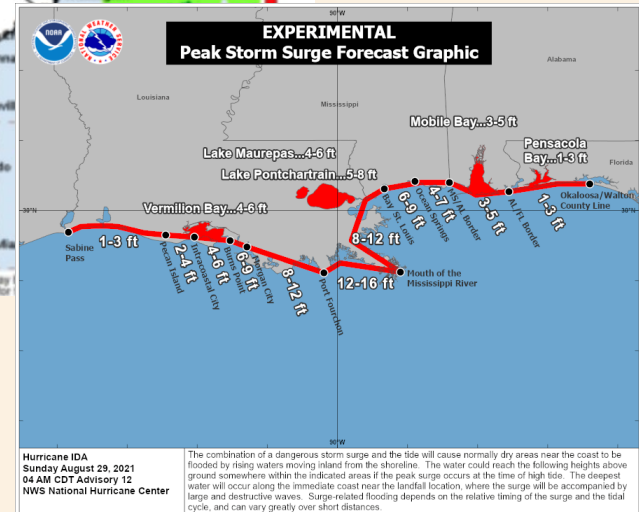 EXPERIMENTAL
Peak Storm Surge Forecast Graphic
NOAA
NATIONAL WEATHER SERVICE
90°W
Alabama
Louisiana
Mississippi
Mobile Bay...3-5 ft
Pensacola
Bay...1-3 ft
Lake Maurepas...4-6 ft
Lake Pontchartrain...5-8 ft
Florida
Vermilion Bay...4-6 ft
30°N
30°N
Okaloosa/Walton
County Line
Sabine
Pass
1-3 ft
Pecan Island
2-4 ft
Intracoastal City
4-6 ft
Burns Point
6-9 ft
Morgan City
8-12 ft
Port Fourchon
12-16 ft
Mouth of the
Mississippi River
8-12 ft
Bay St. Louis
6-9 ft
Ocean Springs
4-7 ft
MS/AL Border
3-5 ft
AL/FL Border
1-3 ft
90°W
Hurricane IDA
Sunday August 29, 2021
04 AM CDT Advisory 12
NWS National Hurricane Center
The combination of a dangerous storm surge and the tide will cause normally dry areas near the coast to be
flooded by rising waters moving inland from the shoreline. The water could reach the following heights above
ground somewhere within the indicated areas if the peak surge occurs at the time of high tide. The deepest
water will occur along the immediate coast near the landfall location, where the surge will be accompanied by
large and destructive waves. Surge-related flooding depends on the relative timing of the surge and the tidal
cycle, and can vary greatly over short distances.